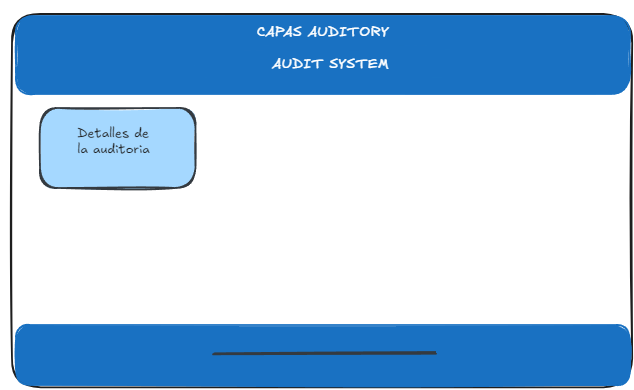 CAPAS AUDITORY
AUDIT SYSTEM
Detalles de
la auditoria